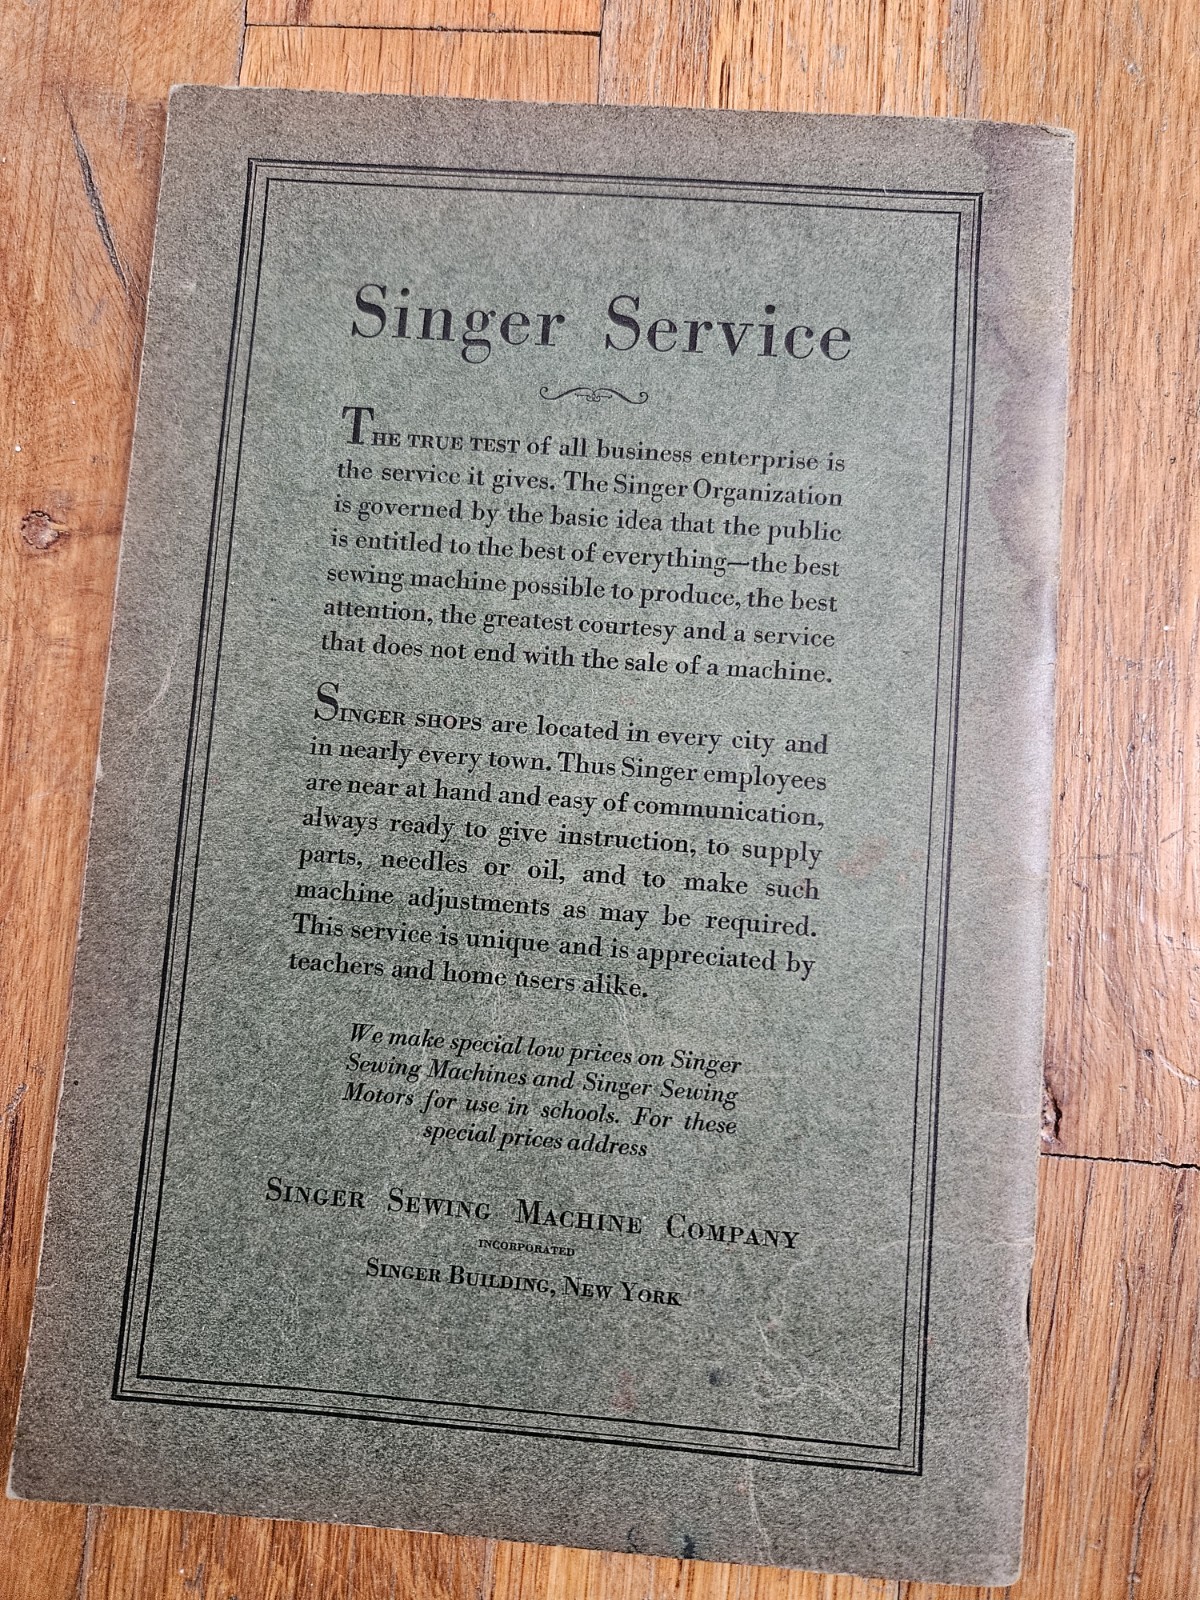 Singer Service
The true test of all business enterprise is
the service it gives. The Singer Organization
is governed by the basic idea that the public
is entitled to the best of everything—the best
sewing machine possible to produce, the best
attention, the greatest courtesy and a service
that does not end with the sale of a machine.
Singer shops are located in every city and
in nearly every town. Thus Singer employees
are near at hand and easy of communication,
always ready to give instruction, to supply
parts, needles or oil, and to make such
machine adjustments as may be required.
This service is unique and is appreciated by
teachers and home users alike.
We make special low prices on Singer
Sewing Machines and Singer Sewing
Motors for use in schools. For these
special prices address
Singer Sewing Machine Company
incorporated
Singer Building, New York